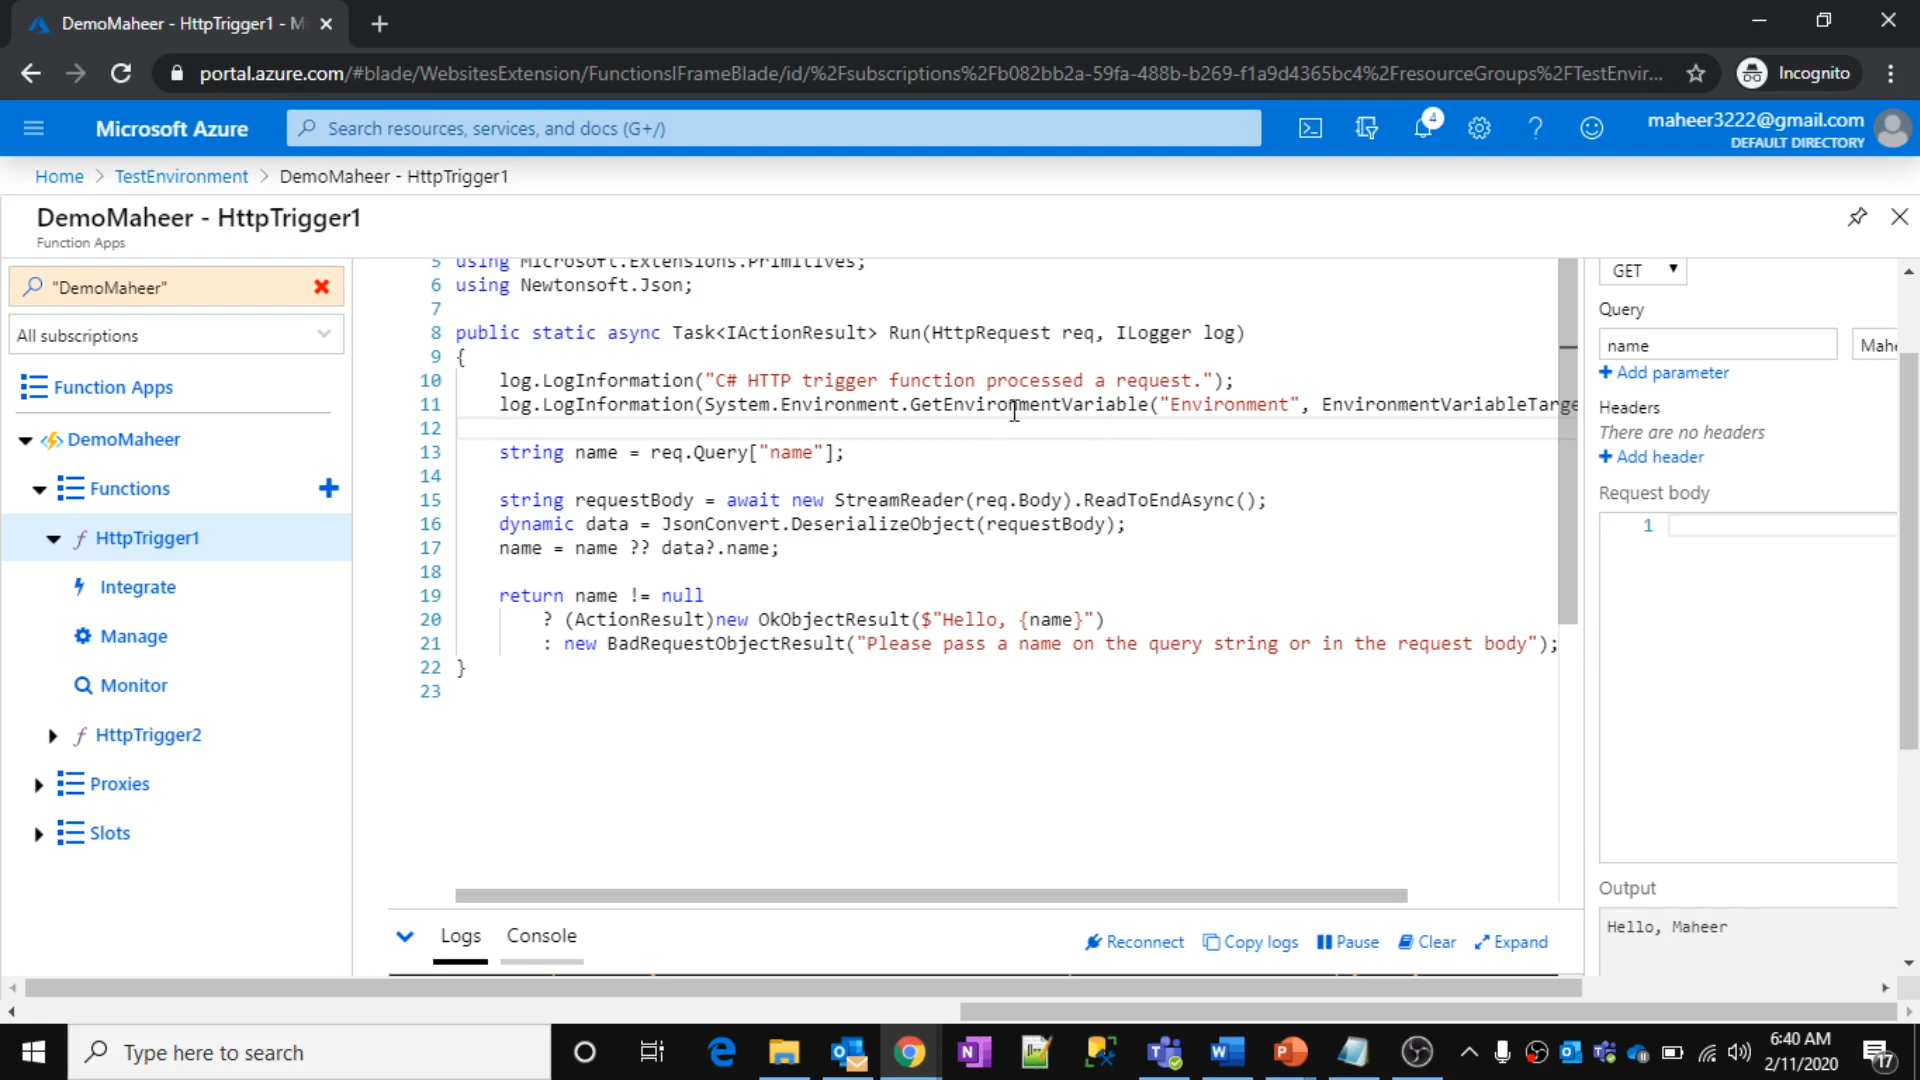 DemoMaheer - HttpTrigger1 - M
portal.azure.com/#blade/WebsitesExtension/FunctionsIFrameBlade/id/%2Fsubscriptions%2Fb082bb2a-59fa-488b-b269-f1a9d4365bc4%2FresourceGroups%2FTestEnvir...
Incognito
Microsoft Azure
Search resources, services, and docs (G+/)
4
maheer3222@gmail.com
DEFAULT DIRECTORY
Home > TestEnvironment > DemoMaheer - HttpTrigger1
DemoMaheer - HttpTrigger1
Function Apps
"DemoMaheer"
All subscriptions
Function Apps
DemoMaheer
Functions
HttpTrigger1
Integrate
Manage
Monitor
HttpTrigger2
Proxies
Slots
5 using Microsoft.Extensions.Primitives;
6 using Newtonsoft.Json;
7
8 public static async Task<IActionResult> Run(HttpRequest req, ILogger log)
9 {
10 log.LogInformation("C# HTTP trigger function processed a request.");
11 log.LogInformation(System.Environment.GetEnvironmentVariable("Environment", EnvironmentVariableTarge
12
13 string name = req.Query["name"];
14
15 string requestBody = await new StreamReader(req.Body).ReadToEndAsync();
16 dynamic data = JsonConvert.DeserializeObject(requestBody);
17 name = name ?? data?.name;
18
19 return name != null
20 ? (ActionResult)new OkObjectResult($"Hello, {name}")
21 : new BadRequestObjectResult("Please pass a name on the query string or in the request body");
22 }
23
Logs Console
Reconnect Copy logs Pause Clear Expand
GET
Query
name Mahe
+ Add parameter
Headers
There are no headers
+ Add header
Request body
1
Output
Hello, Maheer
Type here to search
6:40 AM
2/11/2020
17